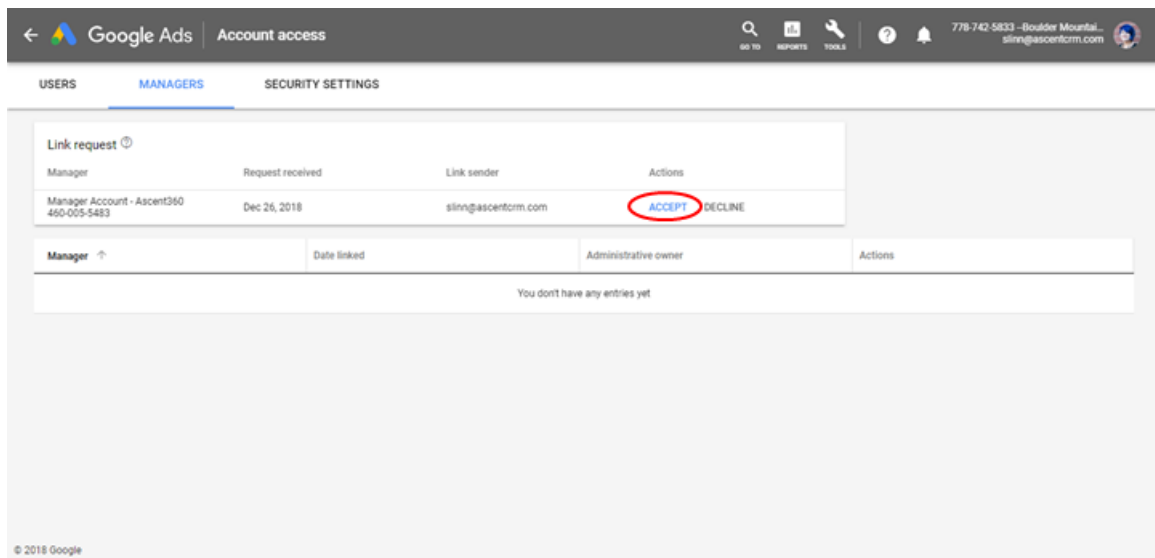 Google Ads Account access
GO TO
REPORTS
TOOLS
778-742-5833 –Boulder Mountai...
slinn@ascentcrm.com
USERS MANAGERS SECURITY SETTINGS
Link request
Manager Request received Link sender Actions
Manager Account - Ascent360
460-005-5483
Dec 26, 2018 slinn@ascentcrm.com ACCEPT DECLINE
Manager Date linked Administrative owner Actions
You don't have any entries yet
© 2018 Google